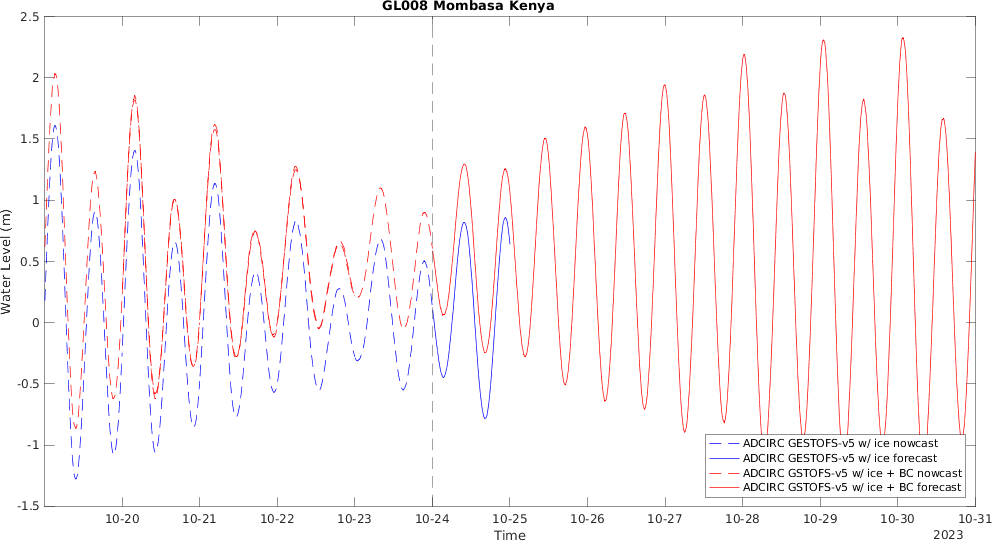 GL008 Mombasa Kenya
2.5
2
1.5
1
0.5
0
-0.5
-1
-1.5
Water Level (m)
10-20 10-21 10-22 10-23 10-24 10-25 10-26 10-27 10-28 10-29 10-30 10-31
Time
2023
ADCIRC GESTOFS-v5 w/ ice nowcast
ADCIRC GESTOFS-v5 w/ ice forecast
ADCIRC GSTOFS-v5 w/ ice + BC nowcast
ADCIRC GSTOFS-v5 w/ ice + BC forecast